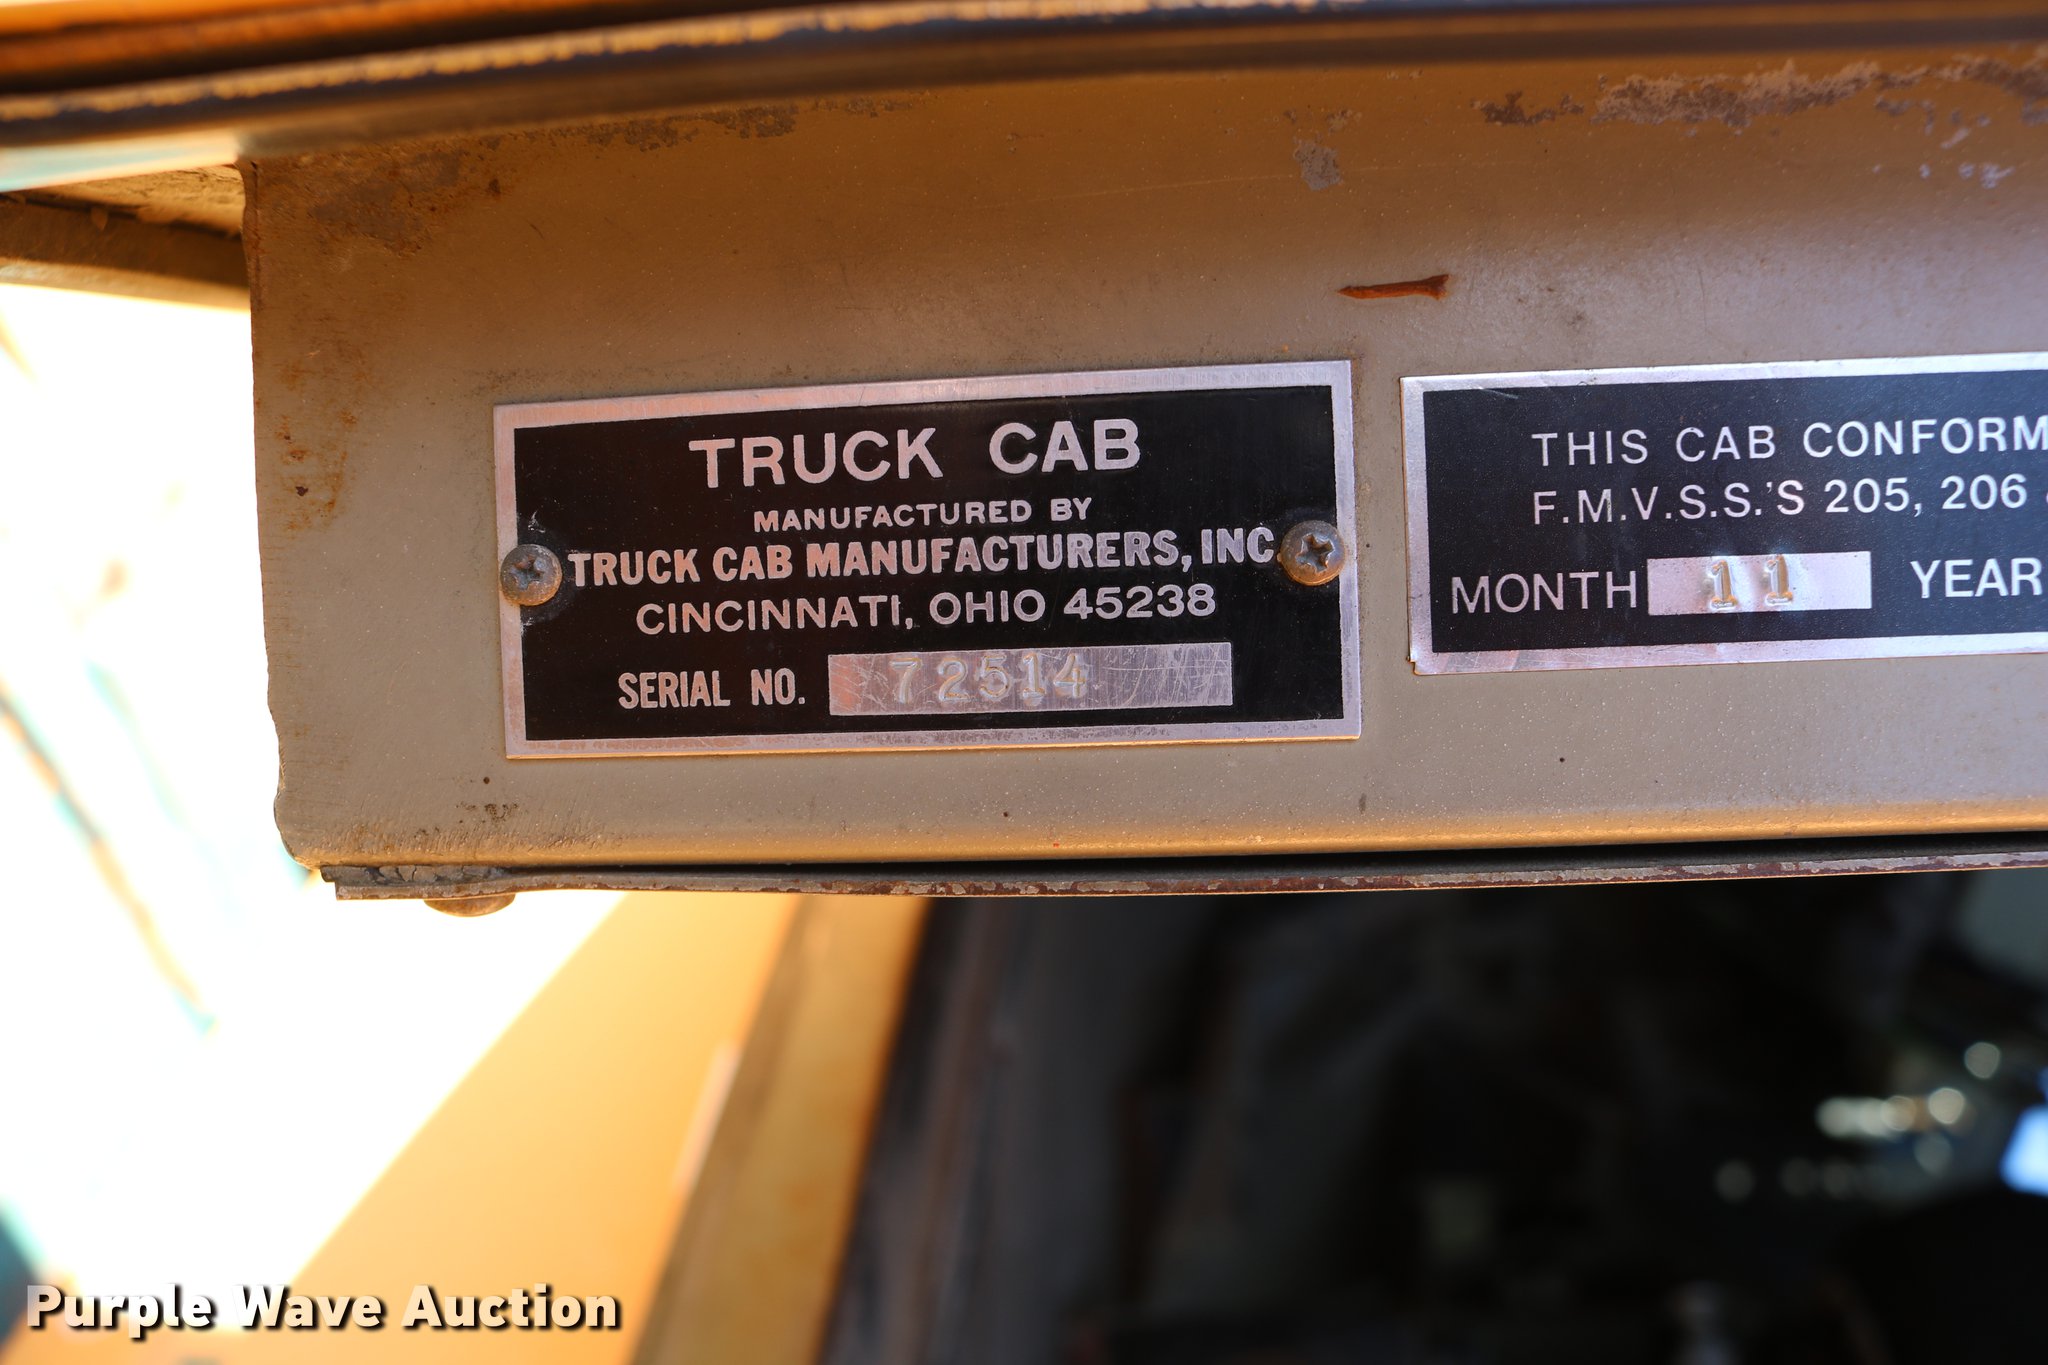 TRUCK CAB
MANUFACTURED BY
TRUCK CAB MANUFACTURERS, INC.
CINCINNATI, OHIO 45238
SERIAL NO. 72514
THIS CAB CONFORM
F.M.V.S.S.'S 205, 206
MONTH 11 YEAR
Purple Wave Auction